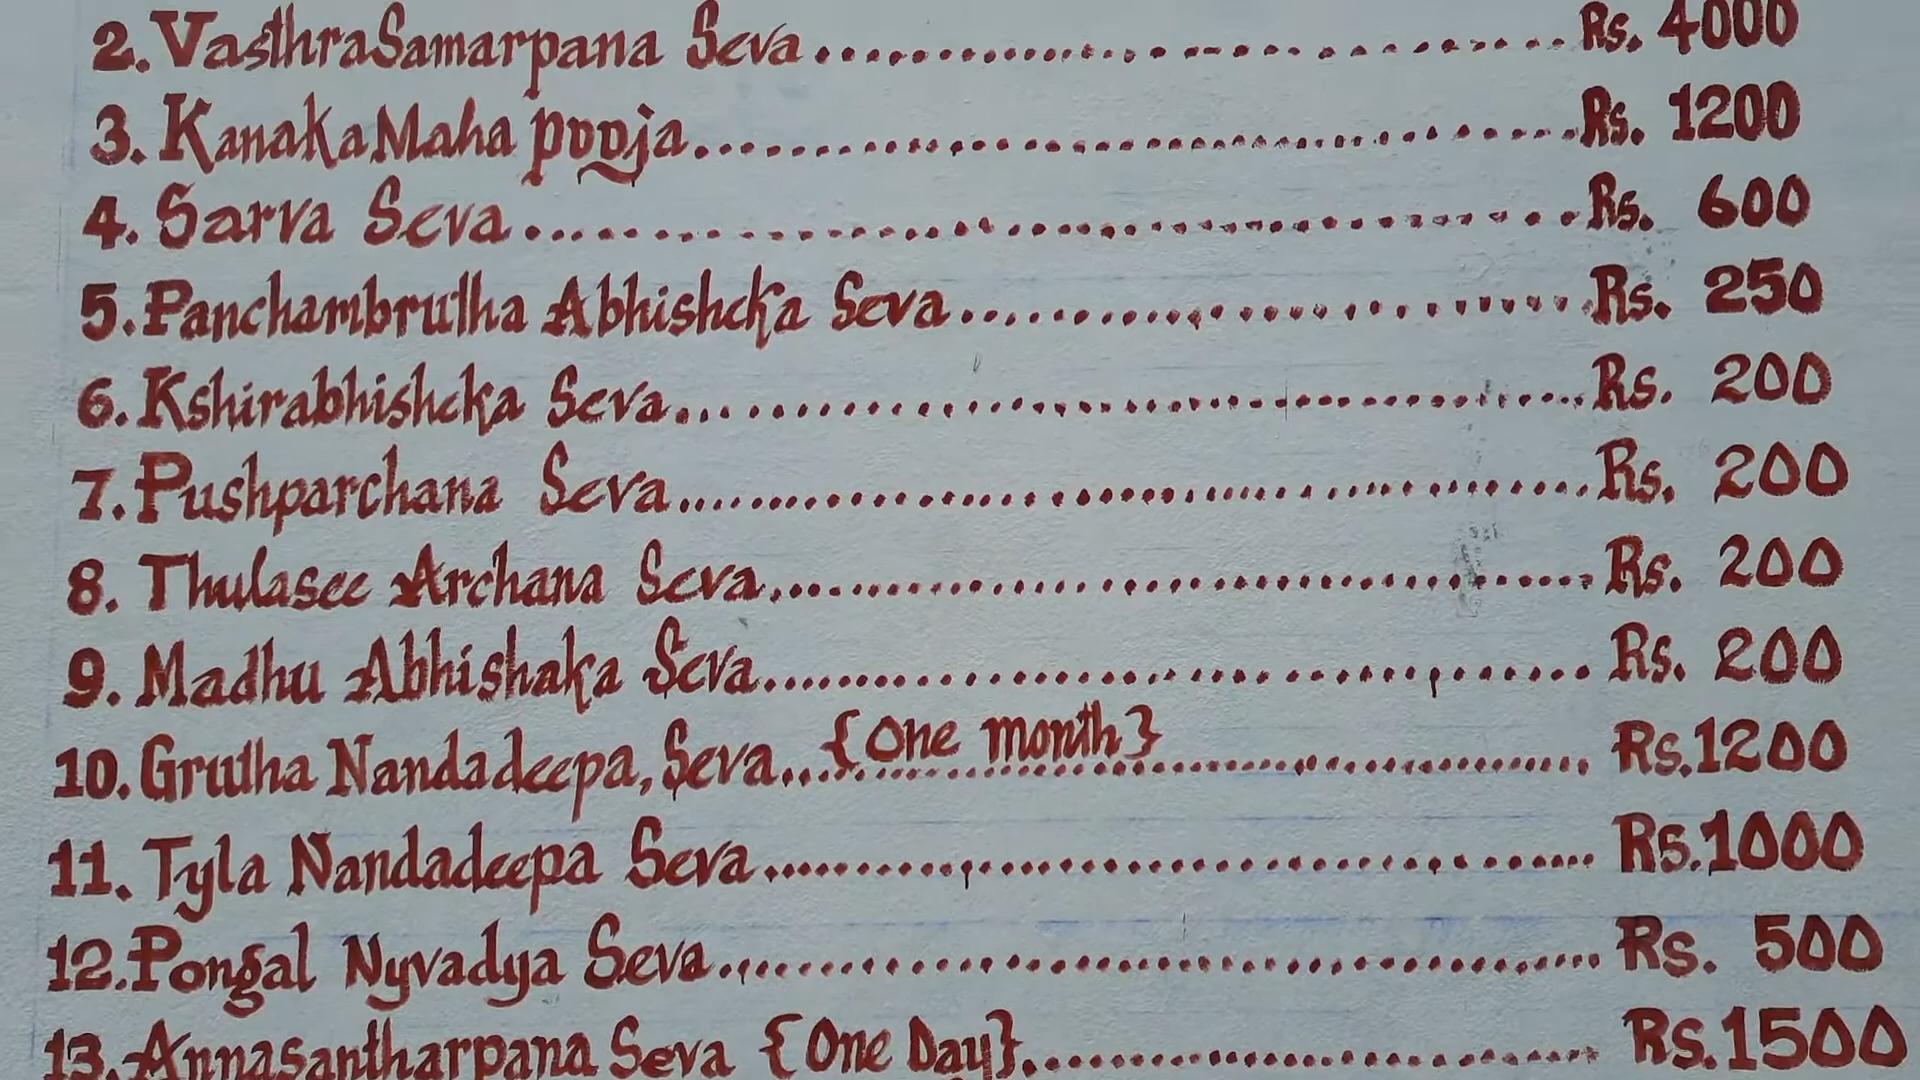 2. VasthraSamarpana Seva.......................................Rs. 4000
3. KanakaMaha pooja.......................................Rs. 1200
4. Sarva Seva.......................................Rs. 600
5. Panchambrutha Abhisheka Seva.......................................Rs. 250
6. Kshirabhisheka Seva.......................................Rs. 200
7. Pushparchana Seva.......................................Rs. 200
8. Thulasee Archana Seva.......................................Rs. 200
9. Madhu Abhishaka Seva.......................................Rs. 200
10. Grutha Nandadeepa, Seva...{One month}.......................................Rs.1200
11. Tyla Nandadeepa Seva.......................................Rs.1000
12. Pongal Nyvadya Seva.......................................Rs. 500
13. Annasantharpana Seva {One Day}.......................................Rs.1500